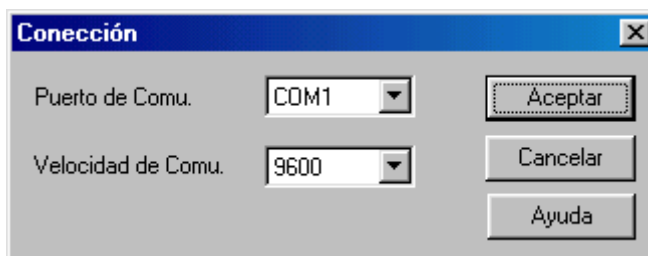 Conección
Puerto de Comu. COM1 Aceptar
Velocidad de Comu. 9600 Cancelar
Ayuda